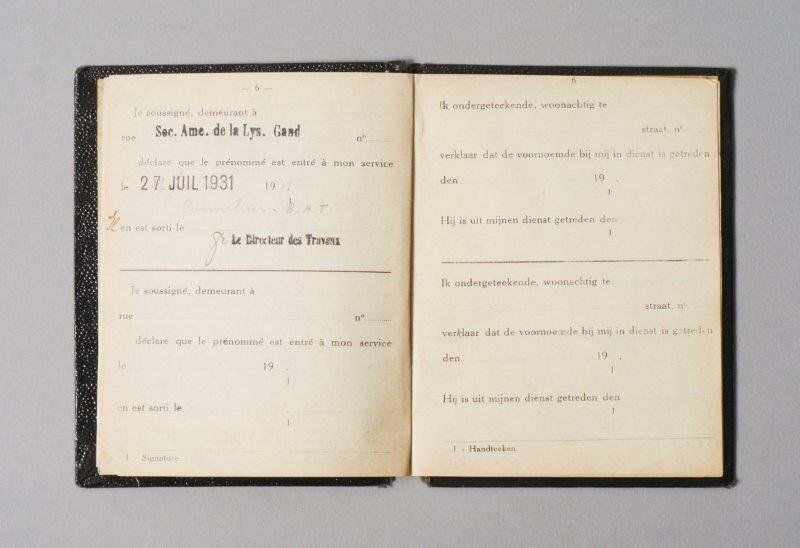 — 6 —
Je soussigné, demeurant à
rue Soc. Ame. de la Lys. Gand nº
déclare que le prénommé est entré à mon service
le 27 JUIL 1931 19
1
en est sorti le
Le Directeur des Travaux
Je soussigné, demeurant à
rue nº
déclare que le prénommé est entré à mon service
le 19 .
1
en est sorti le
1
1 - Signature.
6
Ik ondergeteekende, woonachtig te
straat, nr
verklaar dat de voornoemde bij mij in dienst is getreden
den 19 .
1
Hij is uit mijnen dienst getreden den
1
Ik ondergeteekende, woonachtig te
straat, nr
verklaar dat de voornoemde bij mij in dienst is getreden
den 19 .
1
Hij is uit mijnen dienst getreden den
1
1 - Handteeken.